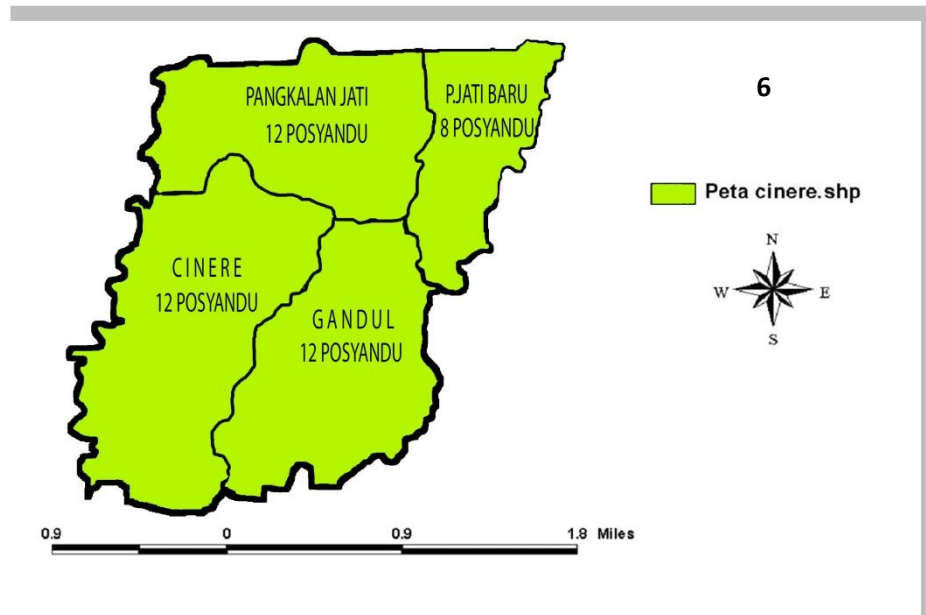 PANGKALAN JATI
12 POSYANDU
P.JATI BARU
8 POSYANDU
6
Peta cinere.shp
CINERE
12 POSYANDU
GANDUL
12 POSYANDU
N
W E
S
0.9 0 0.9 1.8 Miles